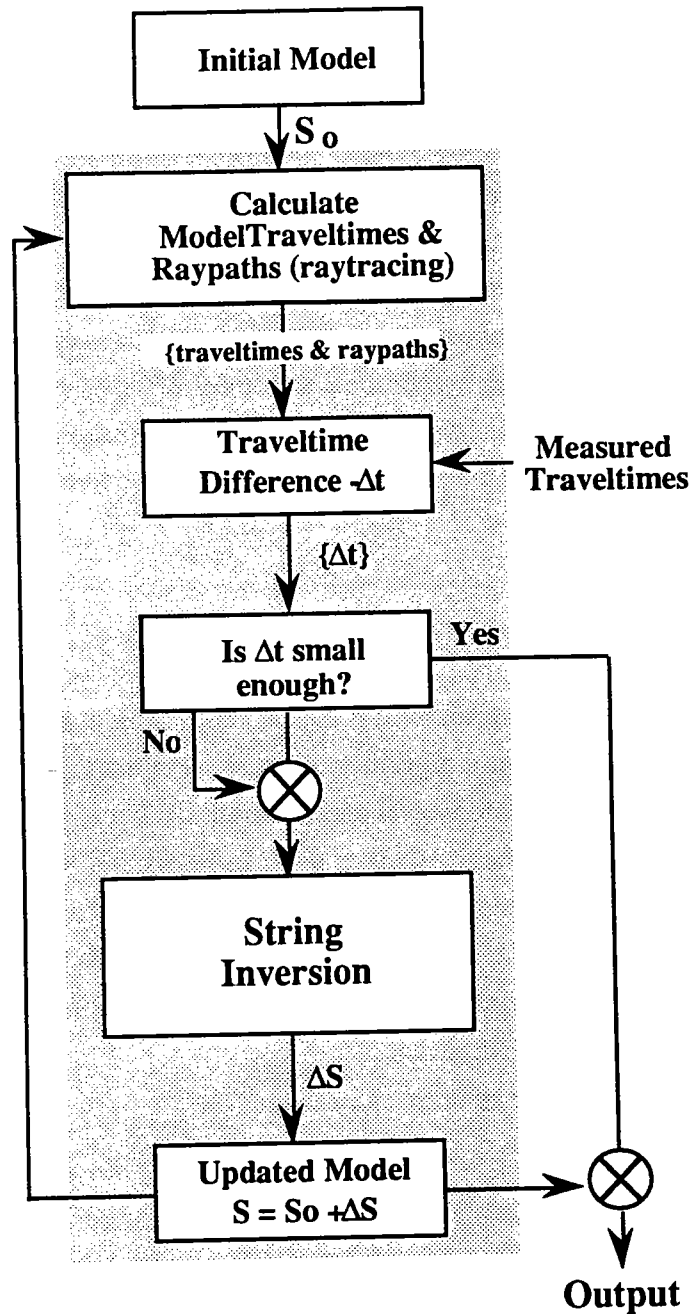 Initial Model
So
Calculate
ModelTraveltimes &
Raypaths (raytracing)
{traveltimes & raypaths}
Traveltime
Difference -Δt
Measured
Traveltimes
{Δt}
Is Δt small
enough?
Yes
No
String
Inversion
ΔS
Updated Model
S = So +ΔS
Output